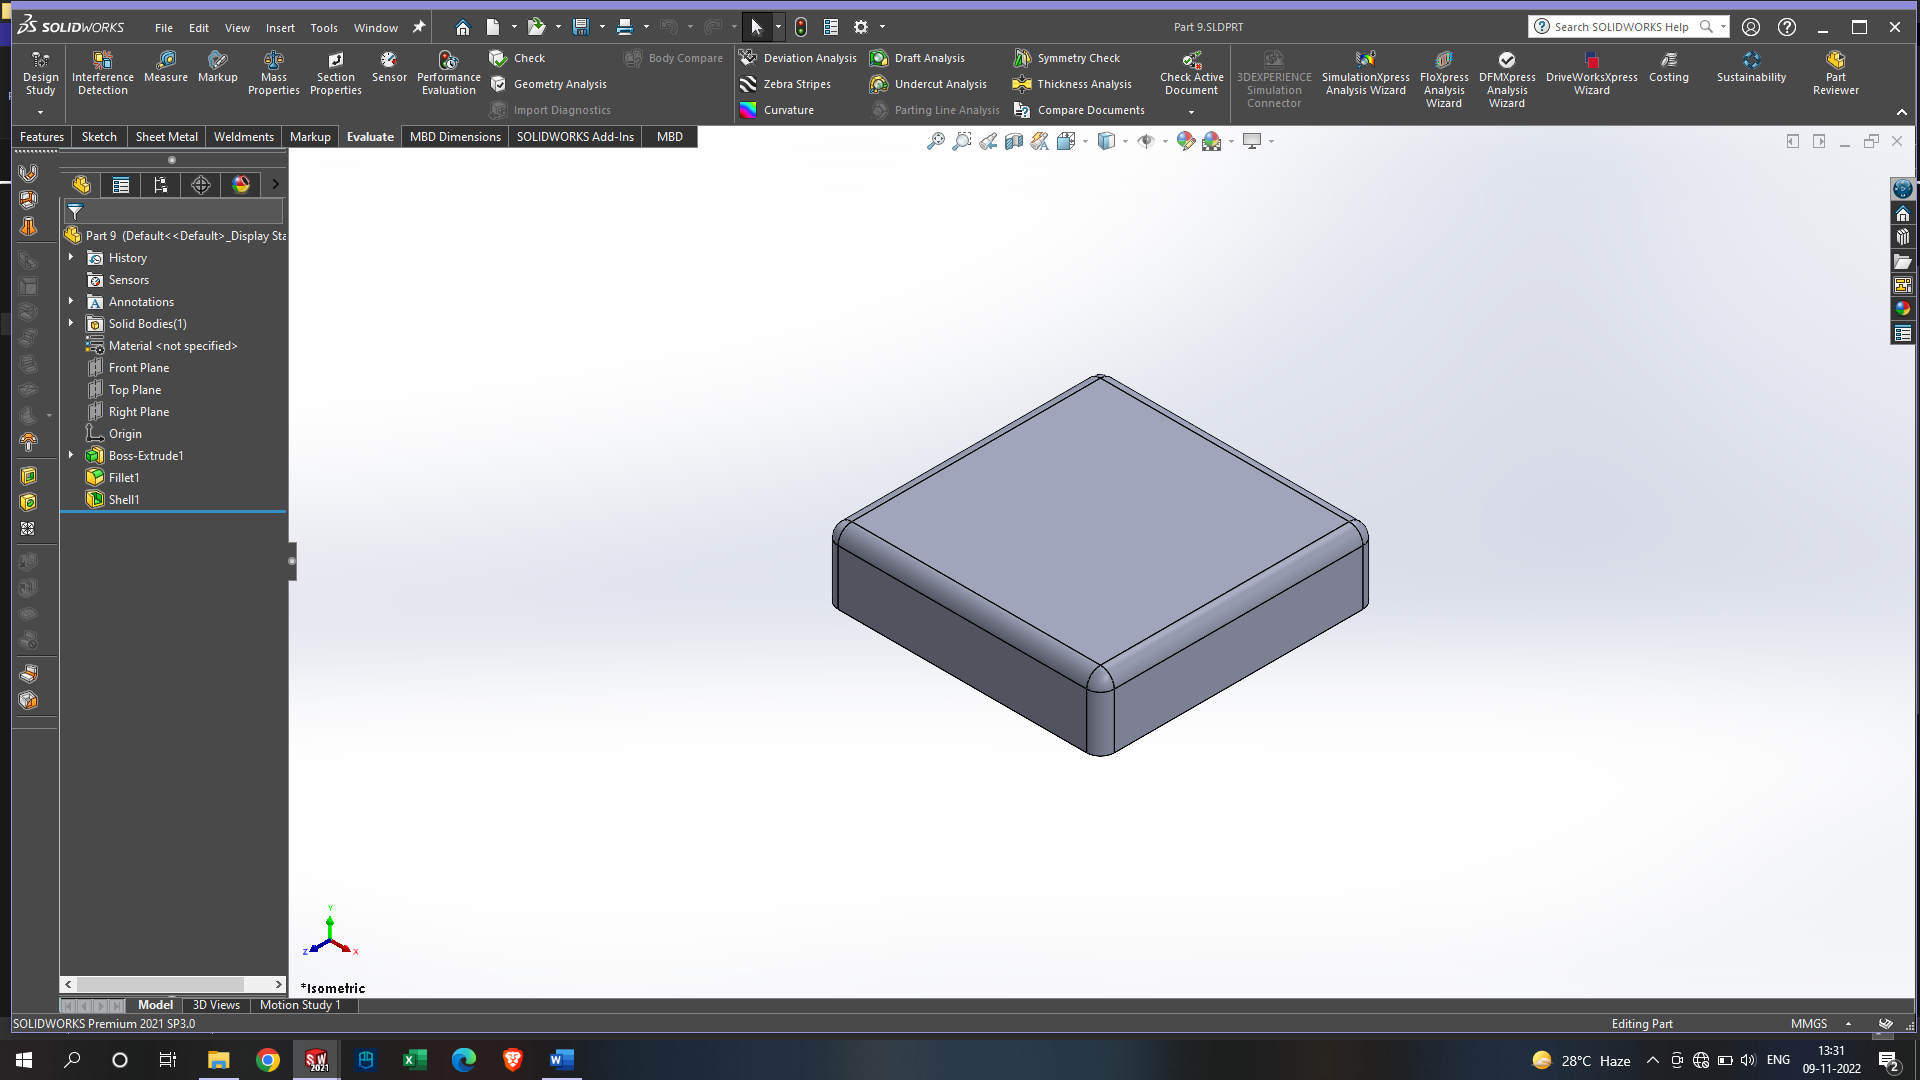 SOLIDWORKS File Edit View Insert Tools Window Part 9.SLDPRT Search SOLIDWORKS Help
Design Study
Interference Detection
Measure
Markup
Mass Properties
Section Properties
Sensor
Performance Evaluation
Check
Geometry Analysis
Import Diagnostics
Body Compare
Deviation Analysis
Zebra Stripes
Curvature
Draft Analysis
Undercut Analysis
Parting Line Analysis
Symmetry Check
Thickness Analysis
Compare Documents
Check Active Document
3DEXPERIENCE Simulation Connector
SimulationXpress Analysis Wizard
FloXpress Analysis Wizard
DFMXpress Analysis Wizard
DriveWorksXpress Wizard
Costing
Sustainability
Part Reviewer
Features Sketch Sheet Metal Weldments Markup Evaluate MBD Dimensions SOLIDWORKS Add-Ins MBD
Part 9 (Default<<Default>_Display Sta
History
Sensors
Annotations
Solid Bodies(1)
Material <not specified>
Front Plane
Top Plane
Right Plane
Origin
Boss-Extrude1
Fillet1
Shell1
Y
Z X
*Isometric
Model 3D Views Motion Study 1
SOLIDWORKS Premium 2021 SP3.0 Editing Part MMGS
28°C Haze ENG 13:31
09-11-2022
2